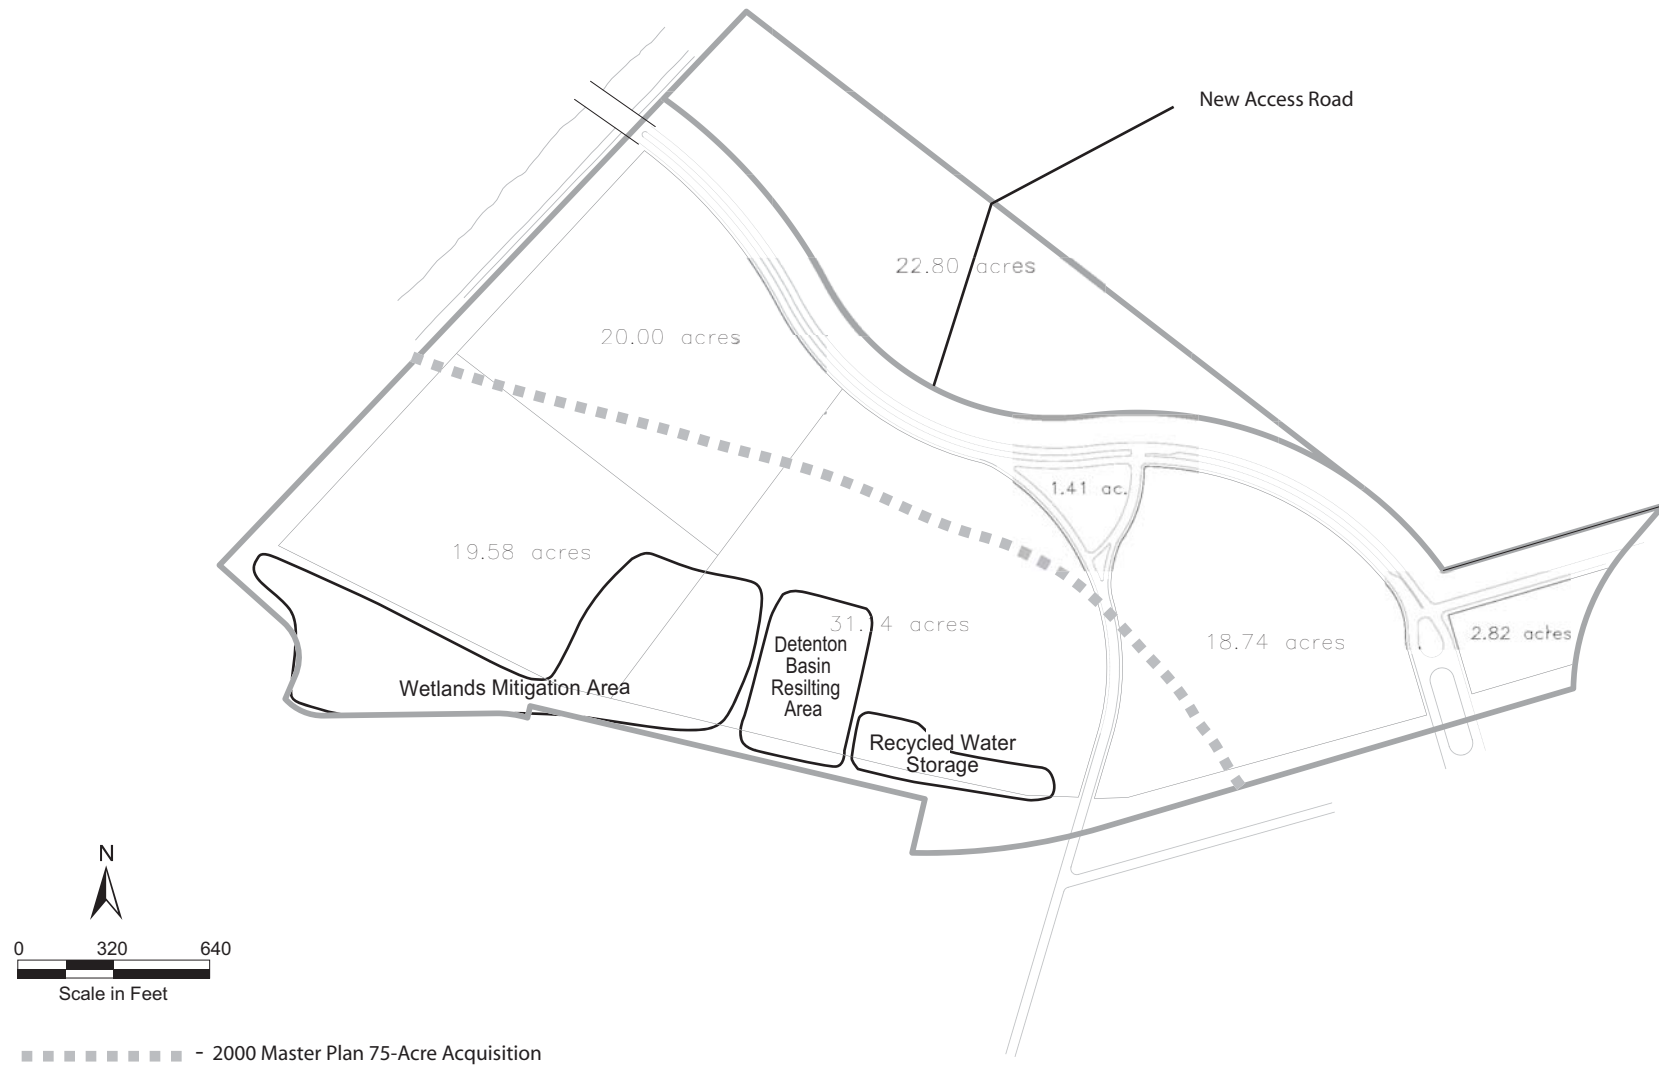 New Access Road
22.80 acres
20.00 acres
1.41 ac.
19.58 acres
acres
18.74 acres
2.82 acres
Detenton
Basin
Resilting
Area
Wetlands Mitigation Area
Recycled Water
Storage
N
0 320 640
Scale in Feet
- 2000 Master Plan 75-Acre Acquisition